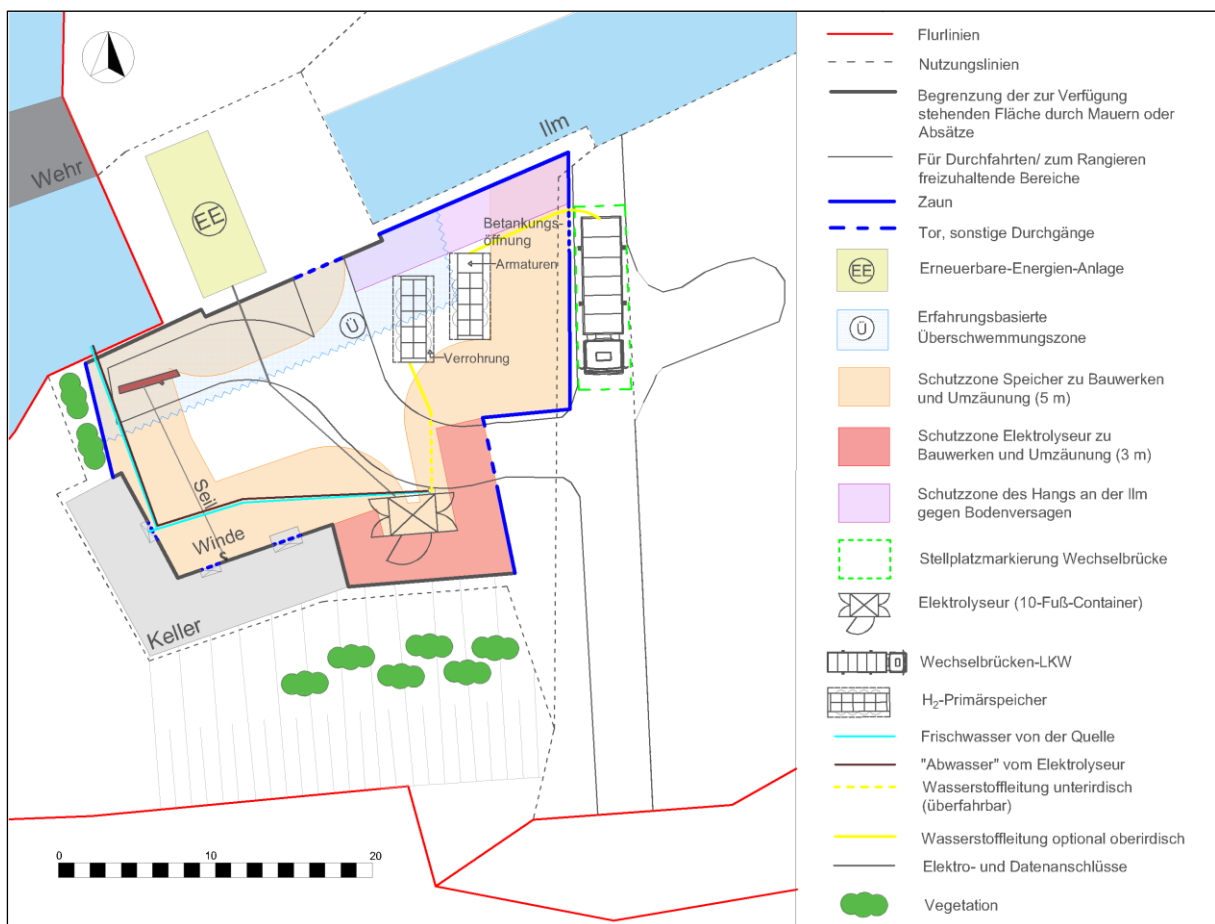 Wehr
EE
Ilm
Betankungs-
öffnung
Armaturen
Ü
Verrohrung
Seil
Winde
Keller
0 10 20
Flurlinien
Nutzungslinien
Begrenzung der zur Verfügung
stehenden Fläche durch Mauern oder
Absätze
Für Durchfahrten/ zum Rangieren
freizuhaltende Bereiche
Zaun
Tor, sonstige Durchgänge
EE
Erneuerbare-Energien-Anlage
Ü
Erfahrungsbasierte
Überschwemmungszone
Schutzzone Speicher zu Bauwerken
und Umzäunung (5 m)
Schutzzone Elektrolyseur zu
Bauwerken und Umzäunung (3 m)
Schutzzone des Hangs an der Ilm
gegen Bodenversagen
Stellplatzmarkierung Wechselbrücke
Elektrolyseur (10-Fuß-Container)
Wechselbrücken-LKW
H₂-Primärspeicher
Frischwasser von der Quelle
"Abwasser" vom Elektrolyseur
Wasserstoffleitung unterirdisch
(überfahrbar)
Wasserstoffleitung optional oberirdisch
Elektro- und Datenanschlüsse
Vegetation